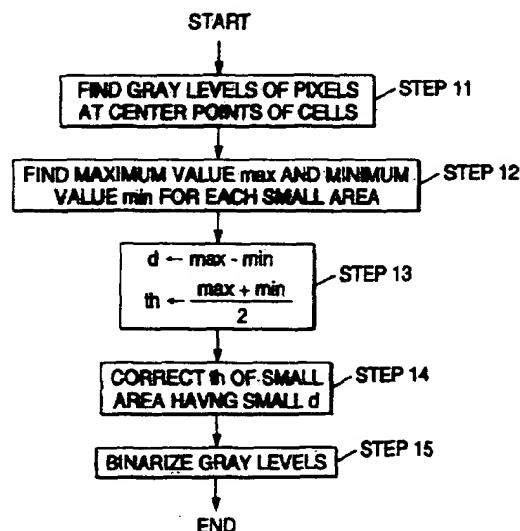 START
FIND GRAY LEVELS OF PIXELS
AT CENTER POINTS OF CELLS
STEP 11
FIND MAXIMUM VALUE max AND MINIMUM
VALUE min FOR EACH SMALL AREA
STEP 12
d ← max - min
th ← max + min / 2
STEP 13
CORRECT th OF SMALL
AREA HAVNG SMALL d
STEP 14
BINARIZE GRAY LEVELS
STEP 15
END